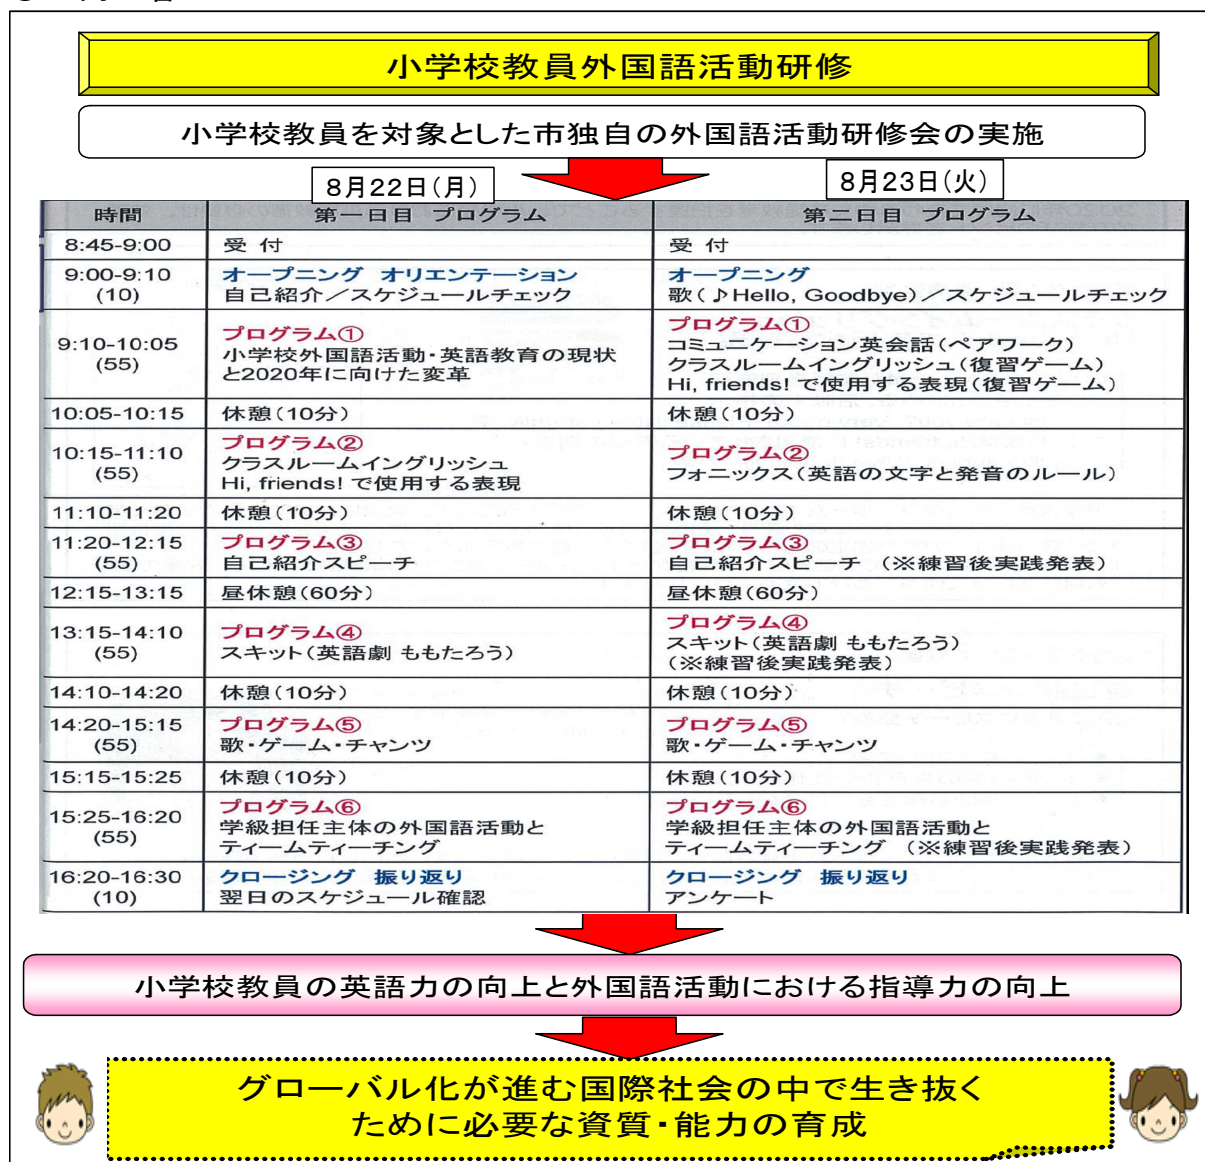 小学校教員外国語活動研修
小学校教員を対象とした市独自の外国語活動研修会の実施
8月22日(月)
8月23日(火)
時間 第一日目 プログラム 第二日目 プログラム
8:45-9:00 受 付 受 付
9:00-9:10 オープニング オリエンテーション オープニング
(10) 自己紹介／スケジュールチェック 歌(♪Hello, Goodbye)／スケジュールチェック
9:10-10:05 プログラム① プログラム①
(55) 小学校外国語活動・英語教育の現状 コミュニケーション英会話(ペアワーク)
と2020年に向けた変革 クラスルームイングリッシュ(復習ゲーム)
Hi, friends! で使用する表現(復習ゲーム)
10:05-10:15 休憩(10分) 休憩(10分)
10:15-11:10 プログラム② プログラム②
(55) クラスルームイングリッシュ フォニックス(英語の文字と発音のルール)
Hi, friends! で使用する表現
11:10-11:20 休憩(10分) 休憩(10分)
11:20-12:15 プログラム③ プログラム③
(55) 自己紹介スピーチ 自己紹介スピーチ (※練習後実践発表)
12:15-13:15 昼休憩(60分) 昼休憩(60分)
13:15-14:10 プログラム④ プログラム④
(55) スキット(英語劇 ももたろう) スキット(英語劇 ももたろう)
(※練習後実践発表)
14:10-14:20 休憩(10分) 休憩(10分)
14:20-15:15 プログラム⑤ プログラム⑤
(55) 歌・ゲーム・チャンツ 歌・ゲーム・チャンツ
15:15-15:25 休憩(10分) 休憩(10分)
15:25-16:20 プログラム⑥ プログラム⑥
(55) 学級担任主体の外国語活動と 学級担任主体の外国語活動と
ティームティーチング ティームティーチング (※練習後実践発表)
16:20-16:30 クロージング 振り返り クロージング 振り返り
(10) 翌日のスケジュール確認 アンケート
小学校教員の英語力の向上と外国語活動における指導力の向上
グローバル化が進む国際社会の中で生き抜く
ために必要な資質・能力の育成